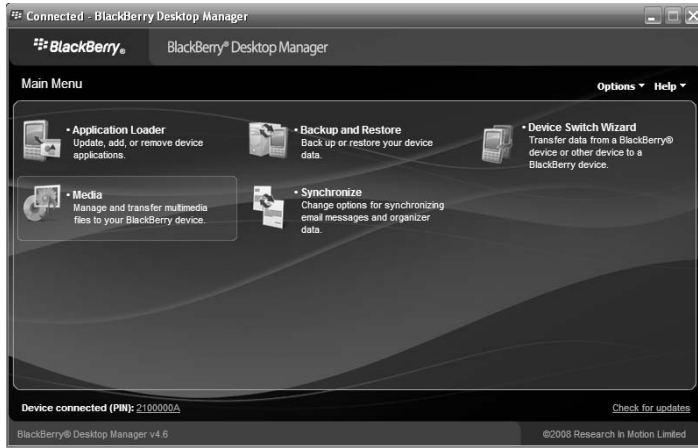 Connected - BlackBerry Desktop Manager
BlackBerry® BlackBerry® Desktop Manager
Main Menu Options Help
• Application Loader
Update, add, or remove device
applications.
• Backup and Restore
Back up or restore your device
data.
• Device Switch Wizard
Transfer data from a BlackBerry®
device or other device to a
BlackBerry device.
• Media
Manage and transfer multimedia
files to your BlackBerry device.
• Synchronize
Change options for synchronizing
email messages and organizer
data.
Device connected (PIN): 2100000A Check for updates
BlackBerry® Desktop Manager v4.6 ©2008 Research In Motion Limited